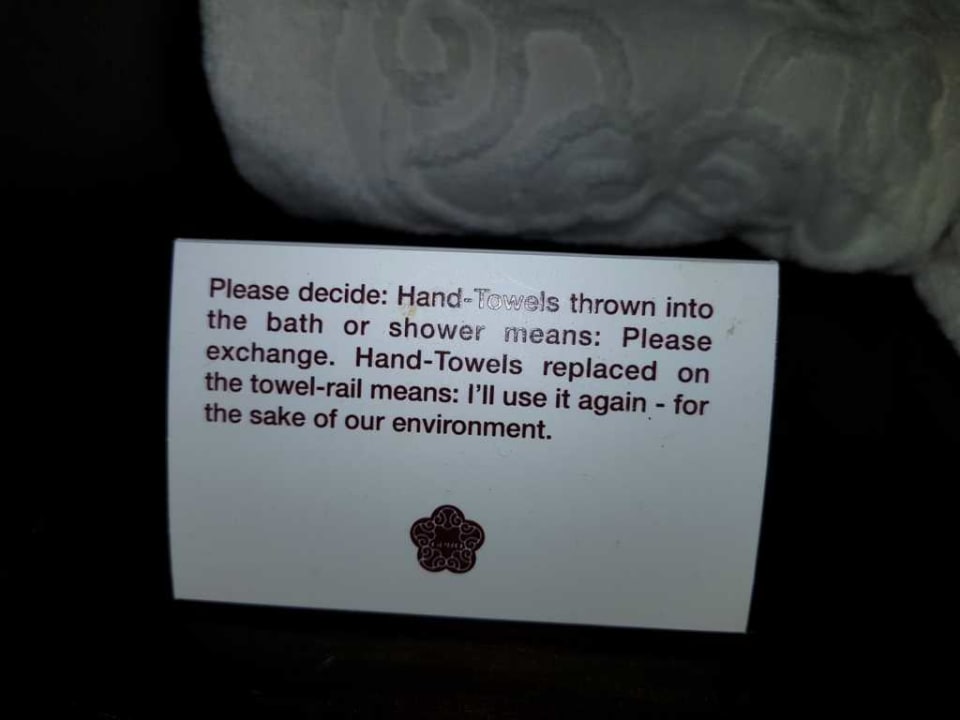 Please decide: Hand-Towels thrown into
the bath or shower means: Please
exchange. Hand-Towels replaced on
the towel-rail means: I'll use it again - for
the sake of our environment.